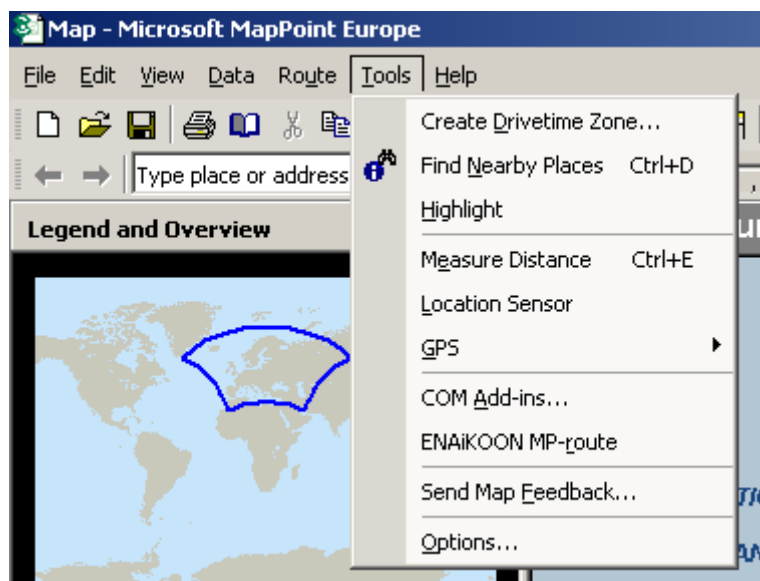 Map - Microsoft MapPoint Europe
File Edit View Data Route Tools Help
Type place or address
Legend and Overview
Create Drivetime Zone...
Find Nearby Places Ctrl+D
Highlight
Measure Distance Ctrl+E
Location Sensor
GPS
COM Add-ins...
ENAiKOON MP-route
Send Map Feedback...
Options...